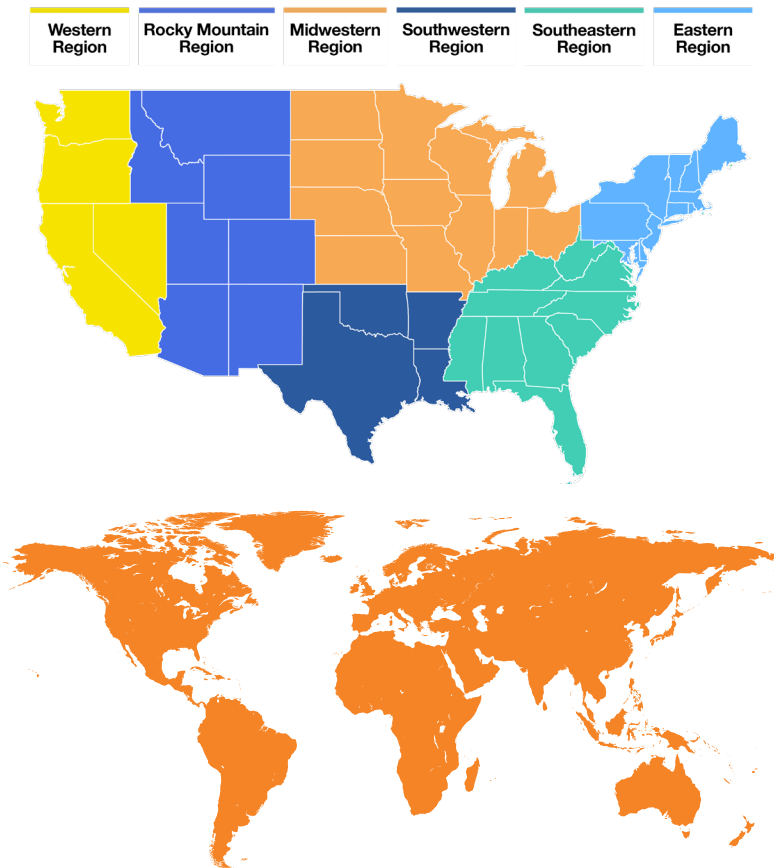 Western
Region
Rocky Mountain
Region
Midwestern
Region
Southwestern
Region
Southeastern
Region
Eastern
Region